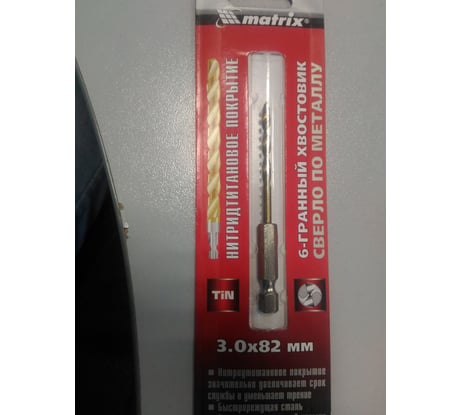 matrix
НИТРИДТИТАНОВОЕ ПОКРЫТИЕ
6-ГРАННЫЙ ХВОСТОВИК
СВЕРЛО ПО МЕТАЛЛУ
TiN
3.0х82 мм
Нитридтитановое покрытие
значительно увеличивает срок
службы и уменьшает трение
Быстрорежущая сталь